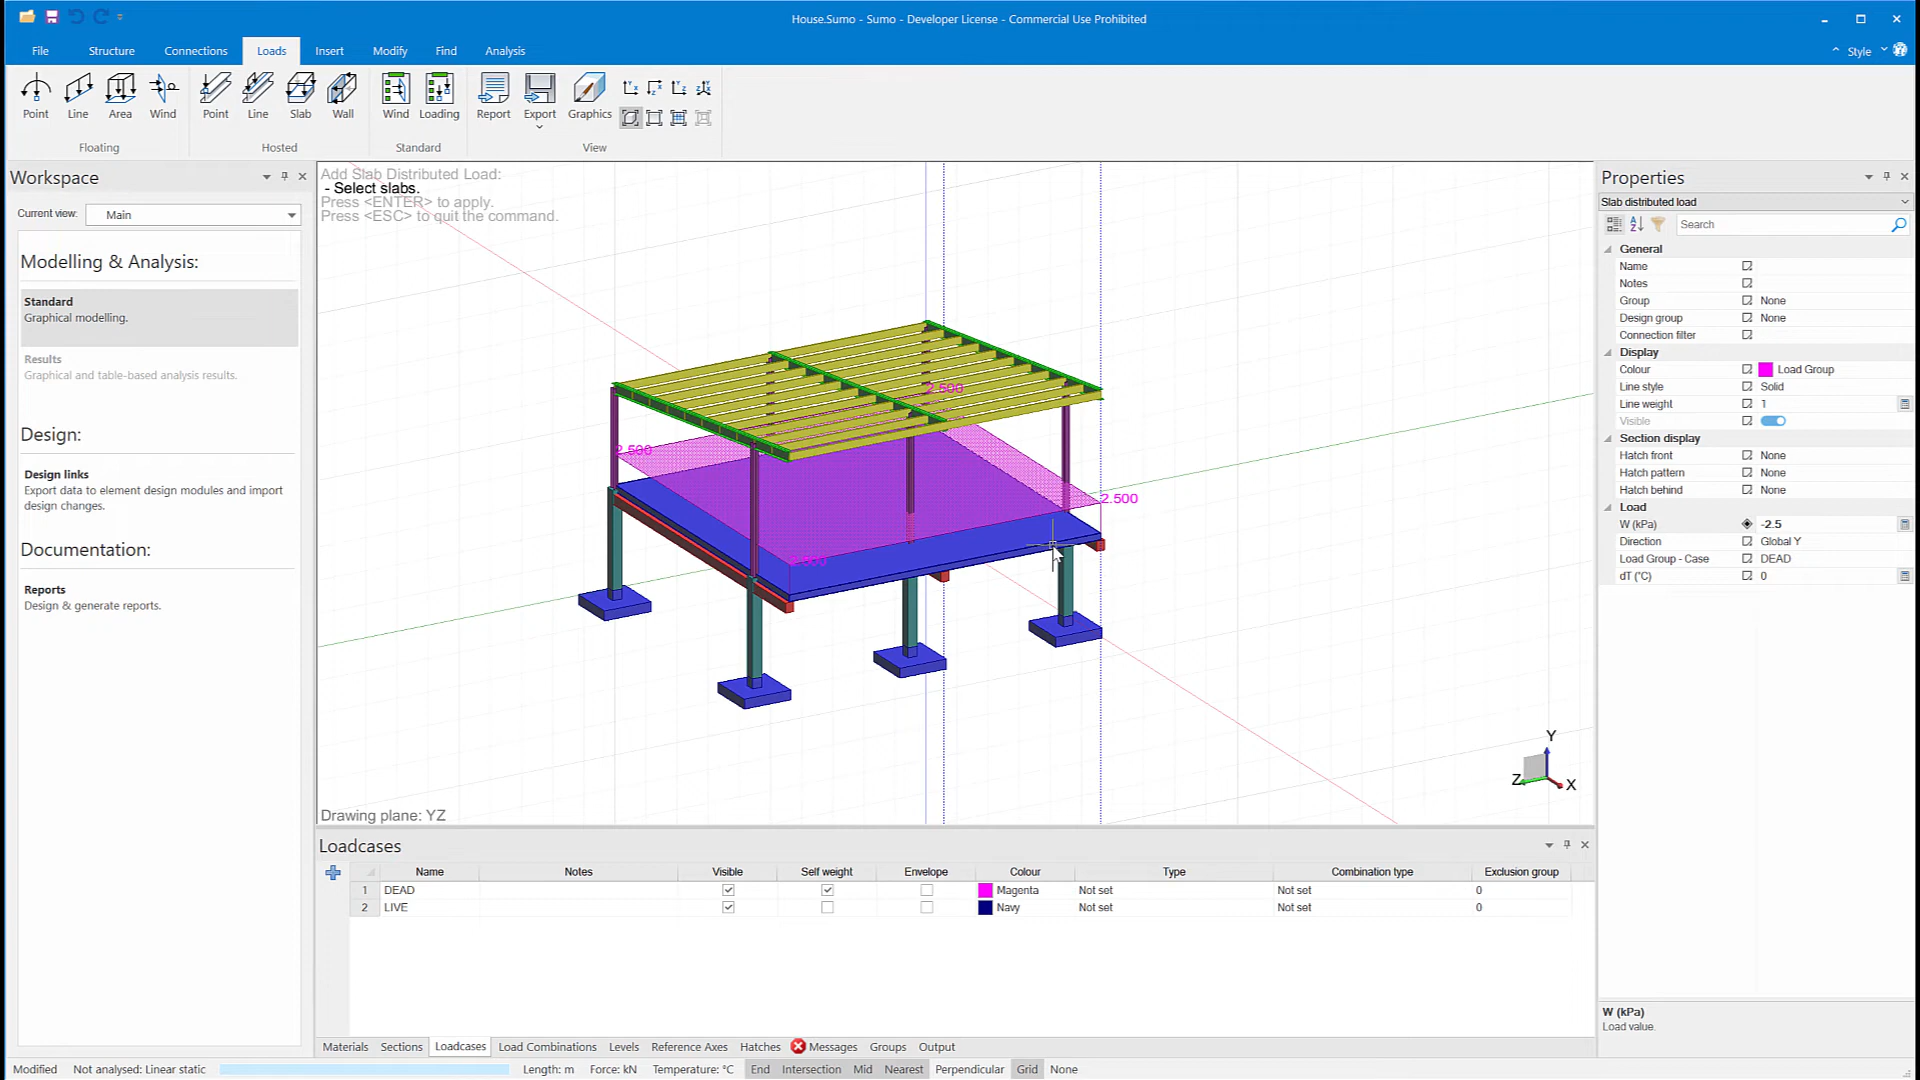 House.Sumo - Sumo - Developer License - Commercial Use Prohibited
File Structure Connections Loads Insert Modify Find Analysis
Style
Point Line Area Wind Point Line Slab Wall Wind Loading Report Export Graphics
Floating Hosted Standard View
Workspace
Current view: Main
Modelling & Analysis:
Standard
Graphical modelling.
Results
Graphical and table-based analysis results.
Design:
Design links
Export data to element design modules and import
design changes.
Documentation:
Reports
Design & generate reports.
Add Slab Distributed Load:
- Select slabs.
Press <ENTER> to apply.
Press <ESC> to quit the command.
2.500
2.500
2.500
2.500
Y
Z X
Drawing plane: YZ
Properties
Slab distributed load
Search
General
Name
Notes
Group None
Design group None
Connection filter
Display
Colour Load Group
Line style Solid
Line weight 1
Visible
Section display
Hatch front None
Hatch pattern None
Hatch behind None
Load
W (kPa) -2.5
Direction Global Y
Load Group - Case DEAD
dT (°C) 0
W (kPa)
Load value.
Loadcases
Name Notes Visible Self weight Envelope Colour Type Combination type Exclusion group
1 DEAD Magenta Not set Not set 0
2 LIVE Navy Not set Not set 0
Materials Sections Loadcases Load Combinations Levels Reference Axes Hatches Messages Groups Output
Modified Not analysed: Linear static Length: m Force: kN Temperature: °C End Intersection Mid Nearest Perpendicular Grid None